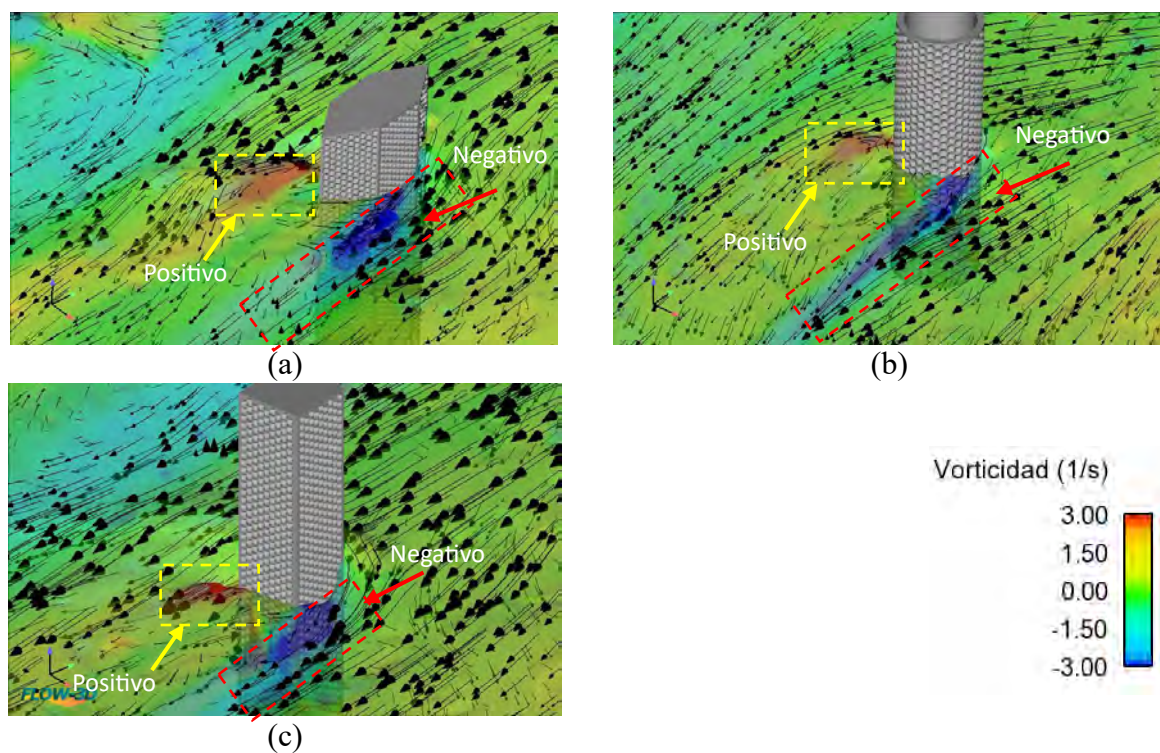 Negativo
Positivo
(a)
Negativo
Positivo
(b)
Negativo
Positivo
FLOW-3D
(c)
Vorticidad (1/s)
3.00
1.50
0.00
-1.50
-3.00